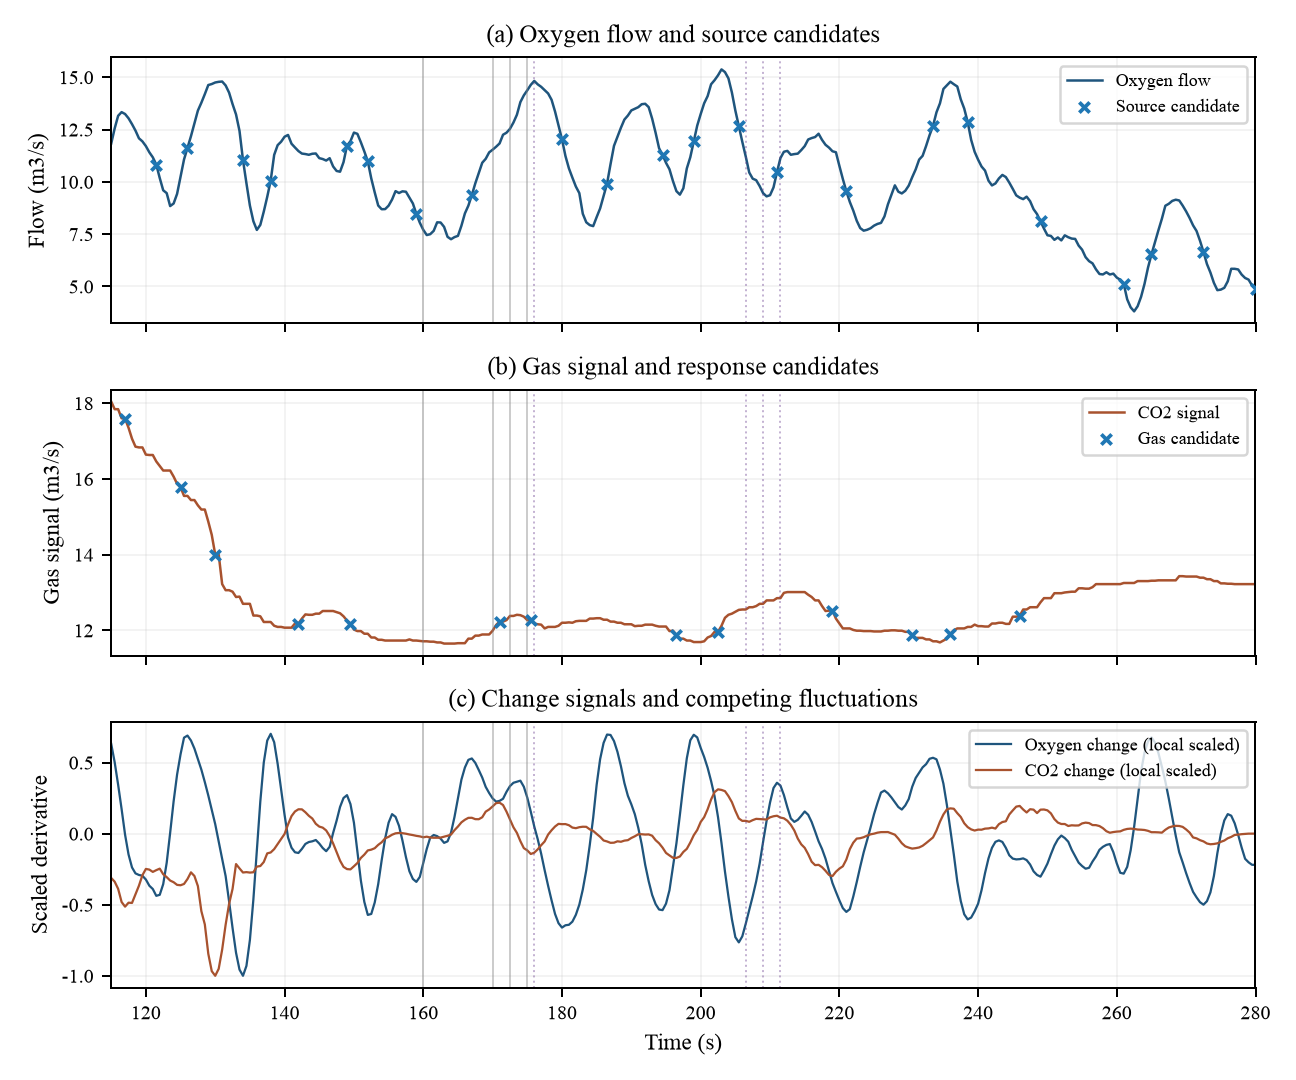 (a) Oxygen flow and source candidates
Flow (m3/s)
15.0
12.5
10.0
7.5
5.0
Oxygen flow
Source candidate
(b) Gas signal and response candidates
Gas signal (m3/s)
18
16
14
12
CO2 signal
Gas candidate
(c) Change signals and competing fluctuations
Scaled derivative
0.5
0.0
-0.5
-1.0
Oxygen change (local scaled)
CO2 change (local scaled)
120 140 160 180 200 220 240 260 280
Time (s)